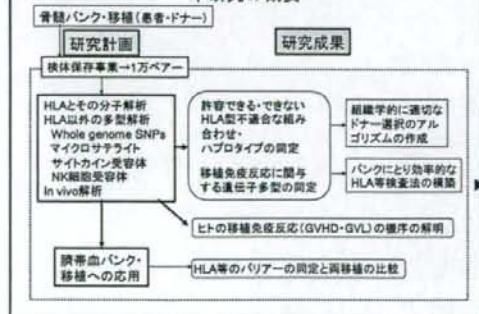 骨髄バンク・移植(患者・ドナー)
研究計画
研究成果
検体保存事業→1万ペアー
HLAとその分子解析
HLA以外の多型解析
Whole genome SNPs
マイクロサテライト
サイトカイン受容体
NK細胞受容体
In vivo解析
許容できる・できない
HLA型不適合な組み
合わせ・
ハプロタイプの同定
移植免疫反応に関与
する遺伝子多型の同定
組織学的に適切な
ドナー選択のアル
ゴリズムの作成
バンクにとり効率的な
HLA等検査法の構築
ヒトの移植免疫反応(GVHD・GVL)の機序の解明
臍帯血バンク・
移植への応用
HLA等のバリアーの同定と両移植の比較